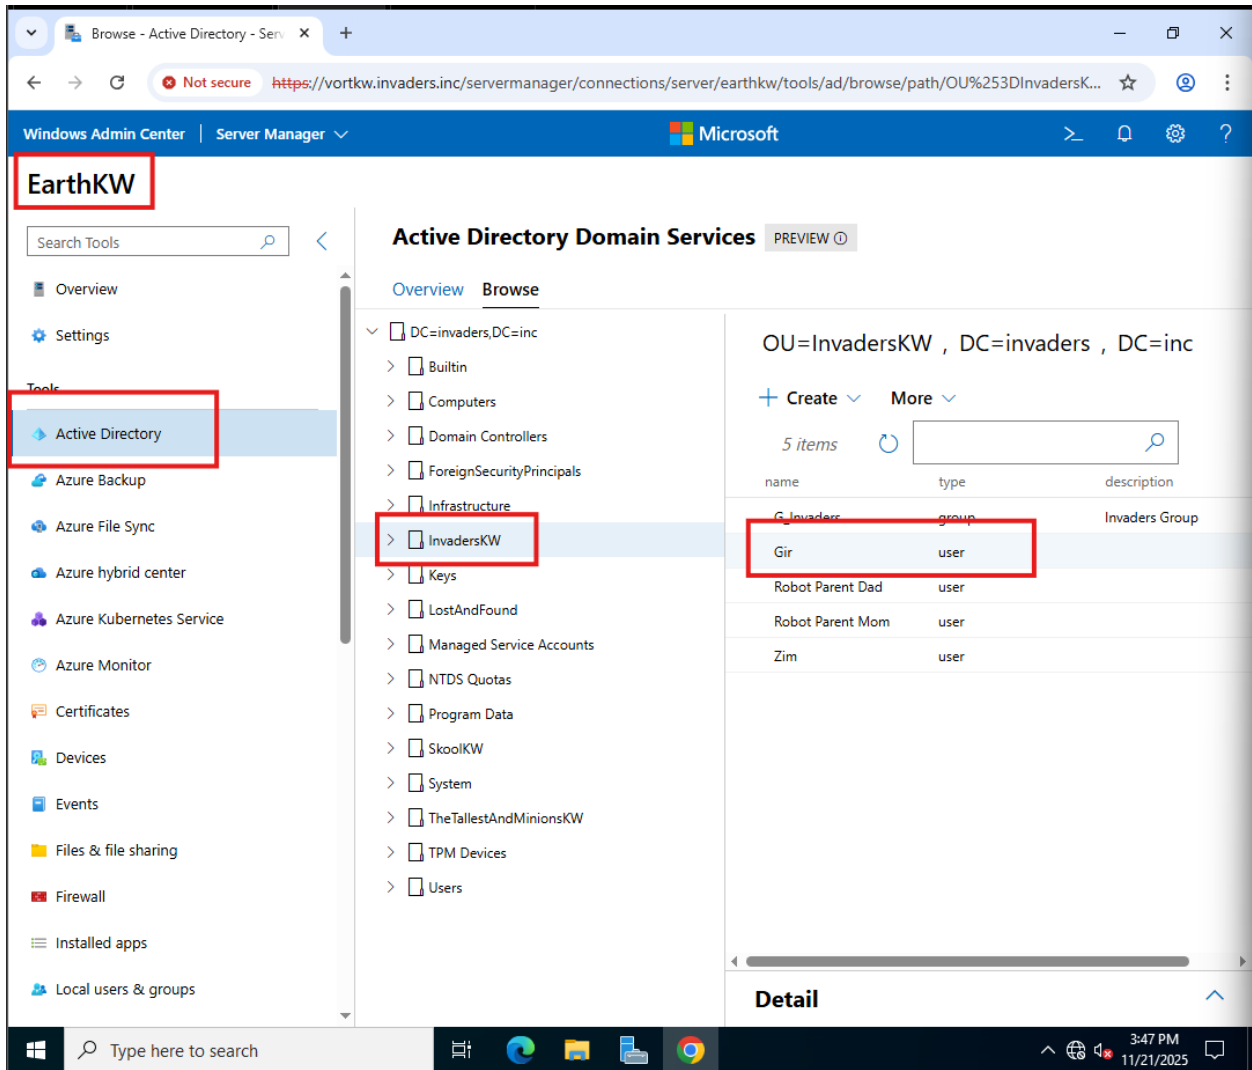 Browse - Active Directory - Serv
Not secure https://vortkw.invaders.inc/servermanager/connections/server/earthkw/tools/ad/browse/path/OU%253DInvadersK...
Windows Admin Center | Server Manager
Microsoft
EarthKW
Search Tools
Overview
Settings
Tools
Active Directory
Azure Backup
Azure File Sync
Azure hybrid center
Azure Kubernetes Service
Azure Monitor
Certificates
Devices
Events
Files & file sharing
Firewall
Installed apps
Local users & groups
Active Directory Domain Services PREVIEW
Overview Browse
DC=invaders,DC=inc
Builtin
Computers
Domain Controllers
ForeignSecurityPrincipals
Infrastructure
InvadersKW
Keys
LostAndFound
Managed Service Accounts
NTDS Quotas
Program Data
SkoolKW
System
TheTallestAndMinionsKW
TPM Devices
Users
OU=InvadersKW , DC=invaders , DC=inc
Create More
5 items
name type description
G_Invaders group Invaders Group
Gir user
Robot Parent Dad user
Robot Parent Mom user
Zim user
Detail
Type here to search
3:47 PM
11/21/2025